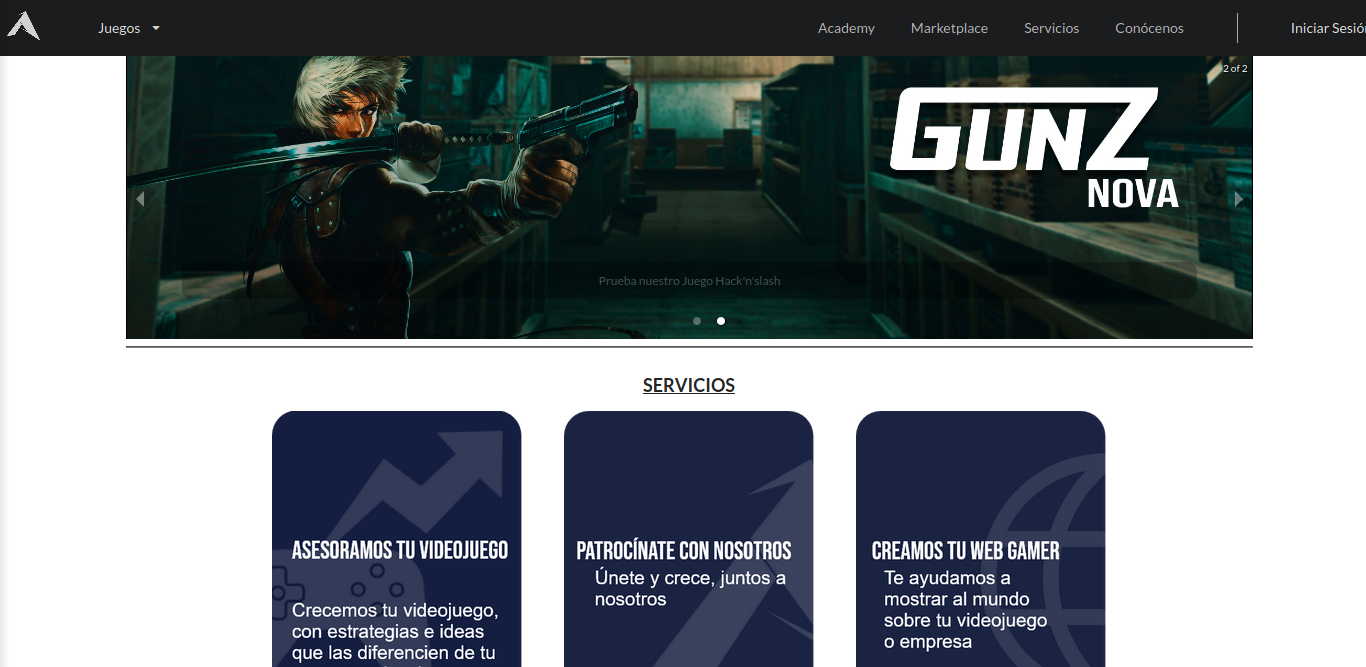 Juegos
Academy
Marketplace
Servicios
Conócenos
Iniciar Sesión
2 of 2
GUNZ
NOVA
Prueba nuestro Juego Hack'n'slash
SERVICIOS
ASESORAMOS TU VIDEOJUEGO
Crecemos tu videojuego,
con estrategias e ideas
que las diferencien de tu
PATROCÍNATE CON NOSOTROS
Únete y crece, juntos a
nosotros
CREAMOS TU WEB GAMER
Te ayudamos a
mostrar al mundo
sobre tu videojuego
o empresa